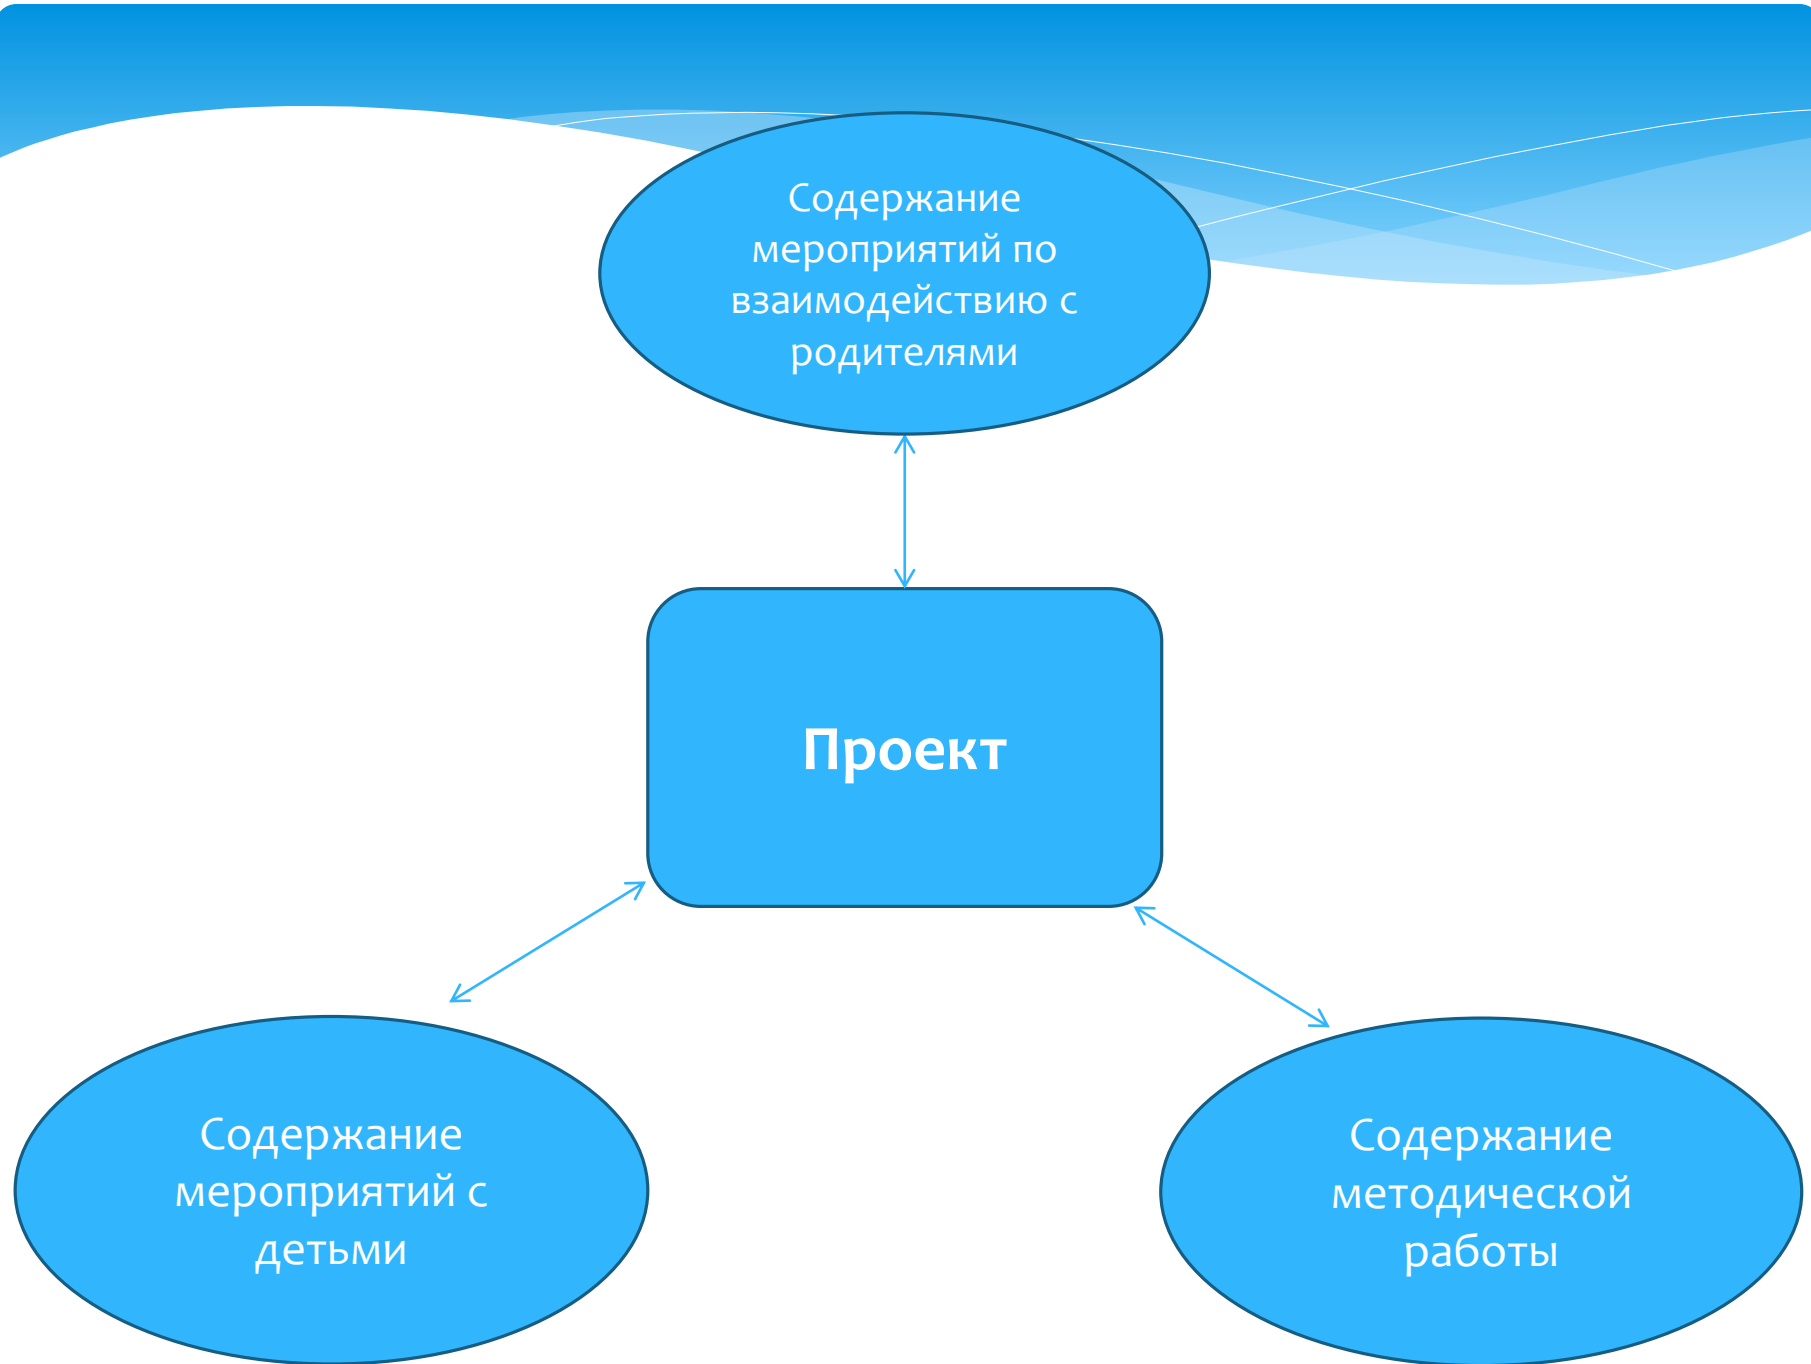 Содержание
мероприятий по
взаимодействию с
родителями
Проект
Содержание
мероприятий с
детьми
Содержание
методической
работы